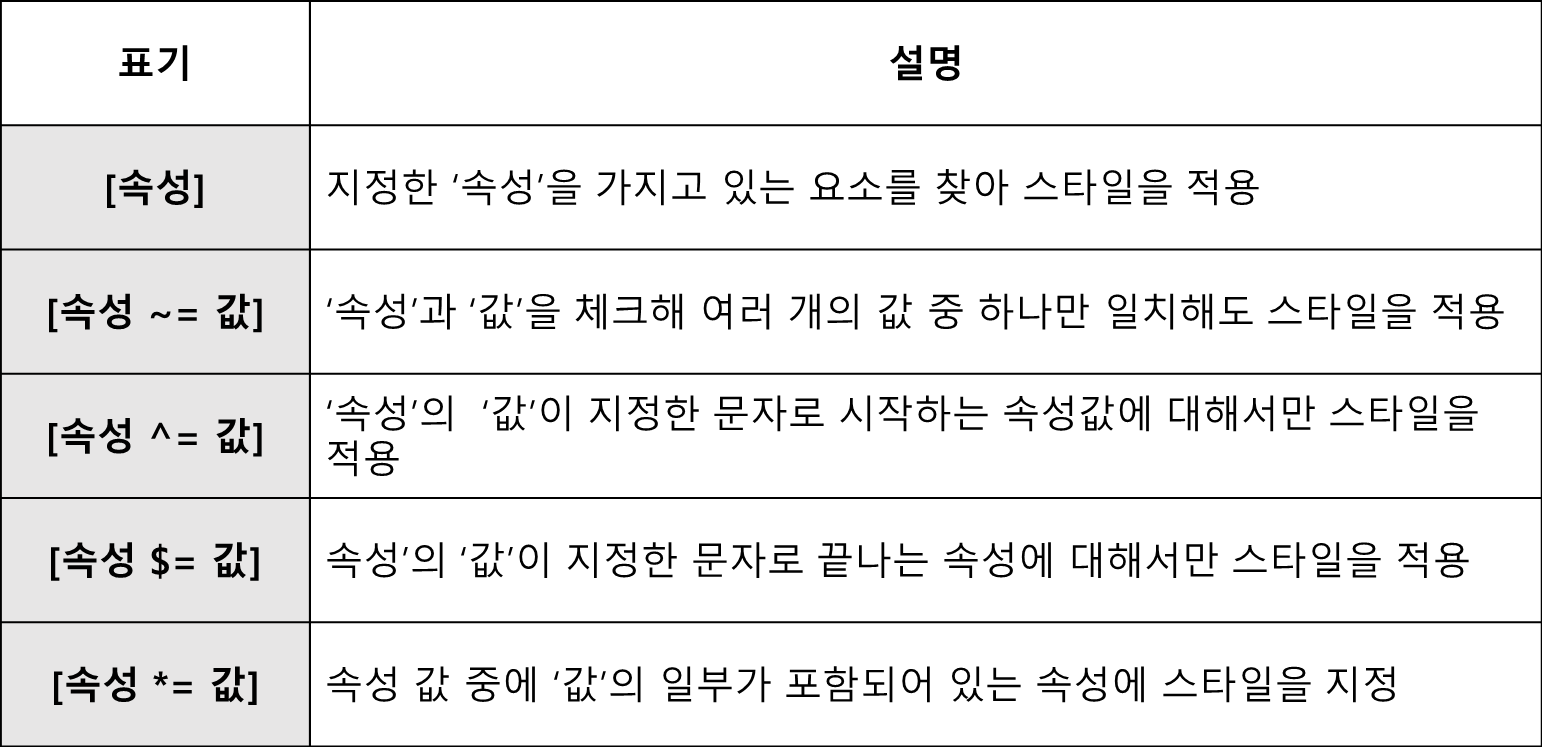 표기
설명
[속성]
지정한 ‘속성’을 가지고 있는 요소를 찾아 스타일을 적용
[속성 ~= 값]
‘속성’과 ‘값’을 체크해 여러 개의 값 중 하나만 일치해도 스타일을 적용
[속성 ^= 값]
‘속성’의  ‘값’이 지정한 문자로 시작하는 속성값에 대해서만 스타일을
적용
[속성 $= 값]
속성’의 ‘값’이 지정한 문자로 끝나는 속성에 대해서만 스타일을 적용
[속성 *= 값]
속성 값 중에 ‘값’의 일부가 포함되어 있는 속성에 스타일을 지정